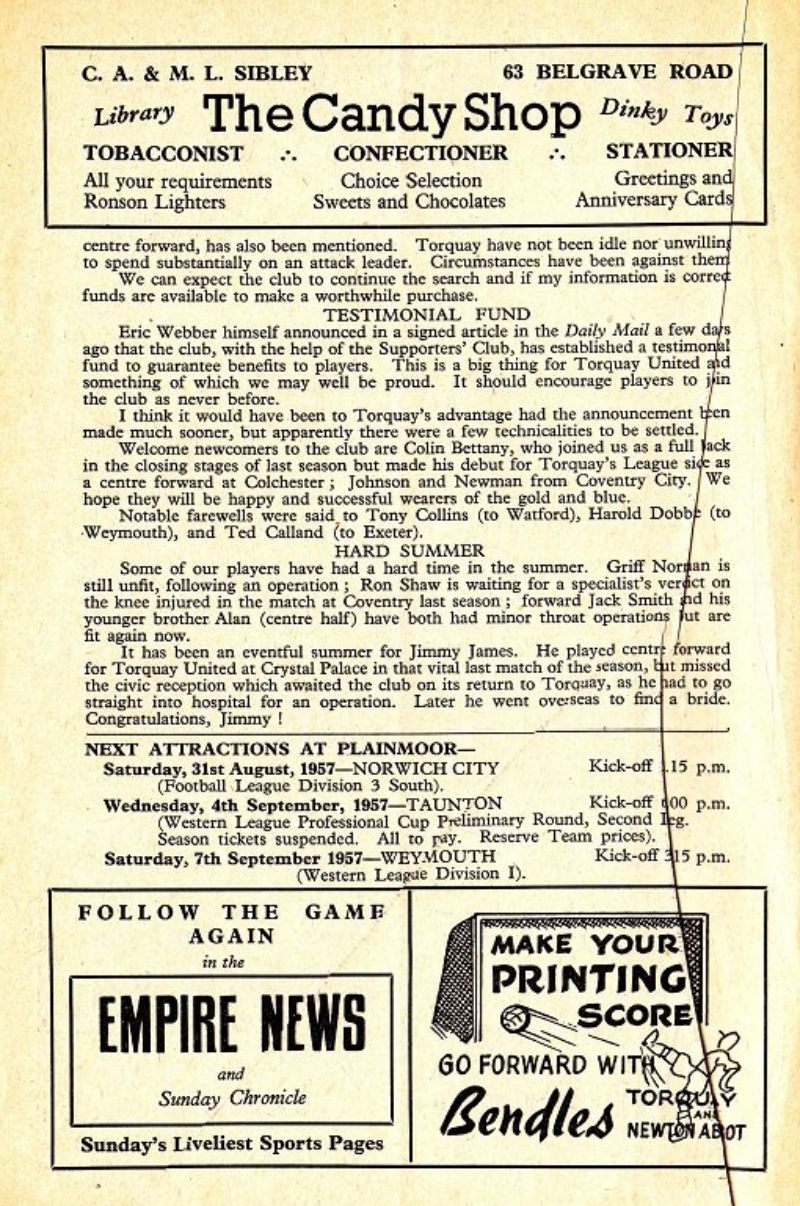 C. A. & M. L. SIBLEY 63 BELGRAVE ROAD
Library The Candy Shop Dinky Toys
TOBACCONIST ∴ CONFECTIONER ∴ STATIONER
All your requirements Choice Selection Greetings and
Ronson Lighters Sweets and Chocolates Anniversary Cards
centre forward, has also been mentioned. Torquay have not been idle nor unwilling
to spend substantially on an attack leader. Circumstances have been against them
We can expect the club to continue the search and if my information is correct
funds are available to make a worthwhile purchase.
TESTIMONIAL FUND
Eric Webber himself announced in a signed article in the Daily Mail a few days
ago that the club, with the help of the Supporters' Club, has established a testimonial
fund to guarantee benefits to players. This is a big thing for Torquay United and
something of which we may well be proud. It should encourage players to join
the club as never before.
I think it would have been to Torquay's advantage had the announcement been
made much sooner, but apparently there were a few technicalities to be settled.
Welcome newcomers to the club are Colin Bettany, who joined us as a full back
in the closing stages of last season but made his debut for Torquay's League side as
a centre forward at Colchester ; Johnson and Newman from Coventry City. We
hope they will be happy and successful wearers of the gold and blue.
Notable farewells were said to Tony Collins (to Watford), Harold Dobbs (to
Weymouth), and Ted Calland (to Exeter).
HARD SUMMER
Some of our players have had a hard time in the summer. Griff Norman is
still unfit, following an operation ; Ron Shaw is waiting for a specialist's verdict on
the knee injured in the match at Coventry last season ; forward Jack Smith and his
younger brother Alan (centre half) have both had minor throat operations but are
fit again now.
It has been an eventful summer for Jimmy James. He played centre forward
for Torquay United at Crystal Palace in that vital last match of the season, but missed
the civic reception which awaited the club on its return to Torquay, as he had to go
straight into hospital for an operation. Later he went overseas to find a bride.
Congratulations, Jimmy !
NEXT ATTRACTIONS AT PLAINMOOR—
Saturday, 31st August, 1957—NORWICH CITY Kick-off .15 p.m.
(Football League Division 3 South).
Wednesday, 4th September, 1957—TAUNTON Kick-off .00 p.m.
(Western League Professional Cup Preliminary Round, Second Leg.
Season tickets suspended. All to pay. Reserve Team prices).
Saturday, 7th September 1957—WEYMOUTH Kick-off 3.15 p.m.
(Western League Division I).
FOLLOW THE GAME
AGAIN
in the
EMPIRE NEWS
and
Sunday Chronicle
Sunday's Liveliest Sports Pages
MAKE YOUR
PRINTING
SCORE
GO FORWARD WITH
Bendles TORQUAY
AND
NEWTON ABBOT